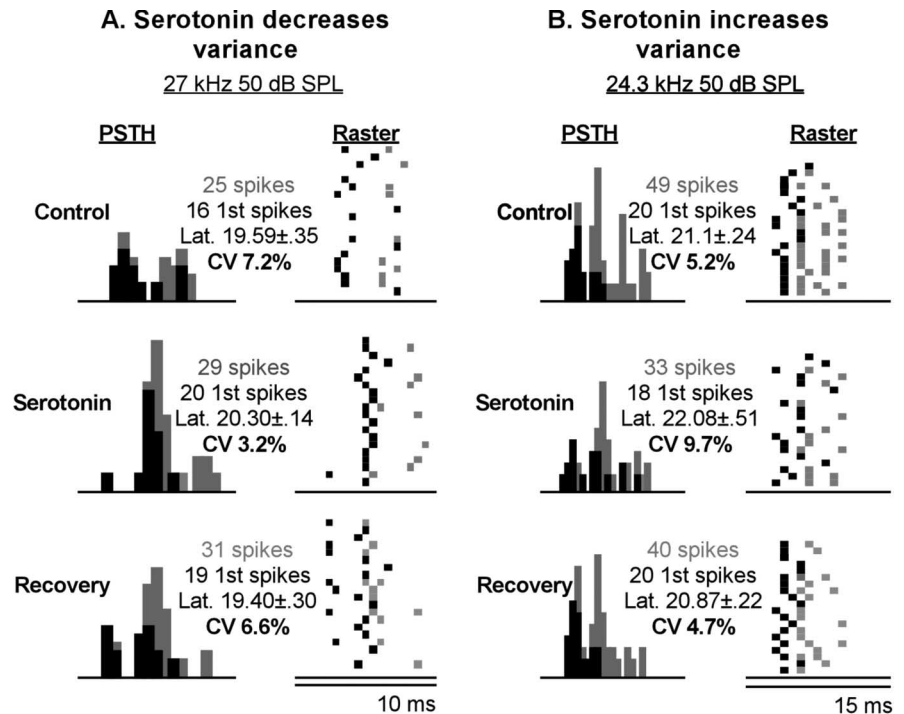 A. Serotonin decreases
variance
27 kHz 50 dB SPL
PSTH
Raster
Control
25 spikes
16 1st spikes
Lat. 19.59±.35
CV 7.2%
Serotonin
29 spikes
20 1st spikes
Lat. 20.30±.14
CV 3.2%
Recovery
31 spikes
19 1st spikes
Lat. 19.40±.30
CV 6.6%
10 ms
B. Serotonin increases
variance
24.3 kHz 50 dB SPL
PSTH
Raster
Control
49 spikes
20 1st spikes
Lat. 21.1±.24
CV 5.2%
Serotonin
33 spikes
18 1st spikes
Lat. 22.08±.51
CV 9.7%
Recovery
40 spikes
20 1st spikes
Lat. 20.87±.22
CV 4.7%
15 ms